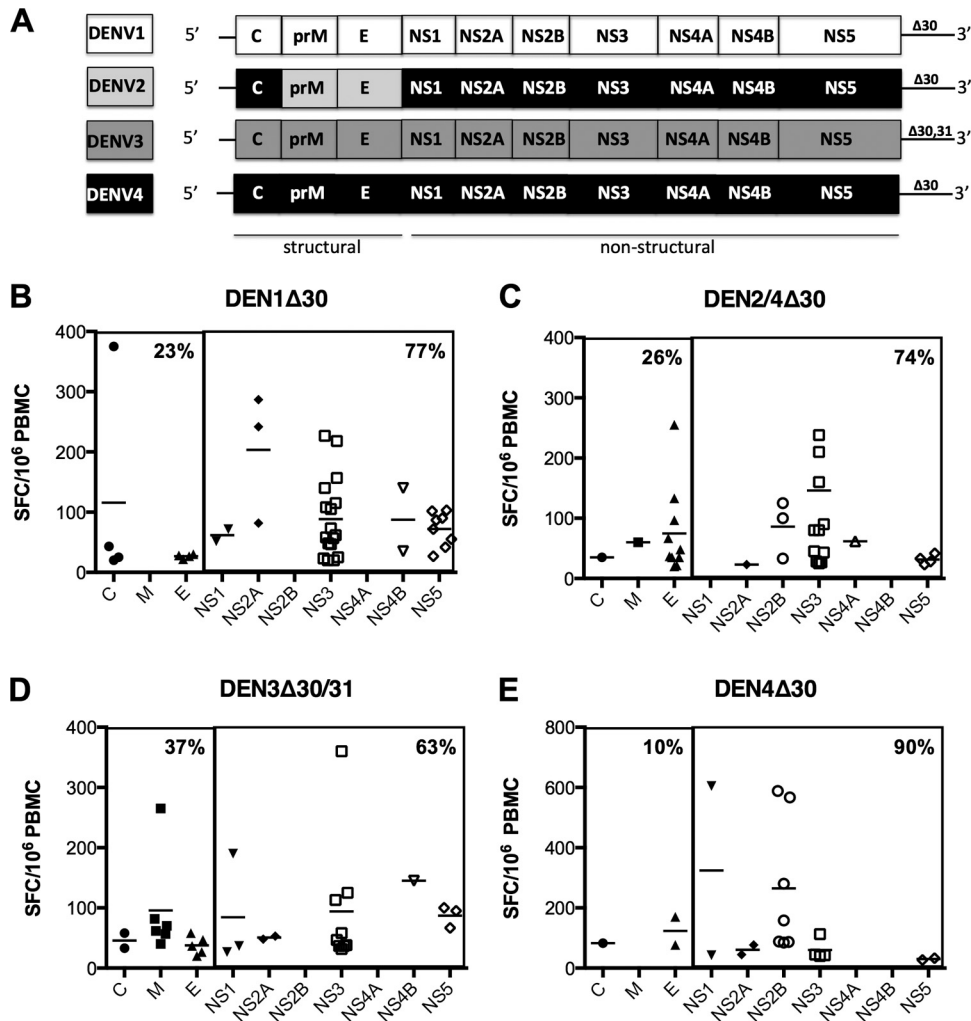 A
DENV1 5’ C prM E NS1 NS2A NS2B NS3 NS4A NS4B NS5 Δ30 3’
DENV2 5’ C prM E NS1 NS2A NS2B NS3 NS4A NS4B NS5 Δ30 3’
DENV3 5’ C prM E NS1 NS2A NS2B NS3 NS4A NS4B NS5 Δ30,31 3’
DENV4 5’ C prM E NS1 NS2A NS2B NS3 NS4A NS4B NS5 Δ30 3’
structural non-structural
B DEN1Δ30
SFC/10⁶ PBMC
400
300
200
100
0
23% 77%
C M E NS1 NS2A NS2B NS3 NS4A NS4B NS5
C DEN2/4Δ30
SFC/10⁶ PBMC
400
300
200
100
0
26% 74%
C M E NS1 NS2A NS2B NS3 NS4A NS4B NS5
D DEN3Δ30/31
SFC/10⁶ PBMC
400
300
200
100
0
37% 63%
C M E NS1 NS2A NS2B NS3 NS4A NS4B NS5
E DEN4Δ30
SFC/10⁶ PBMC
800
600
400
200
0
10% 90%
C M E NS1 NS2A NS2B NS3 NS4A NS4B NS5